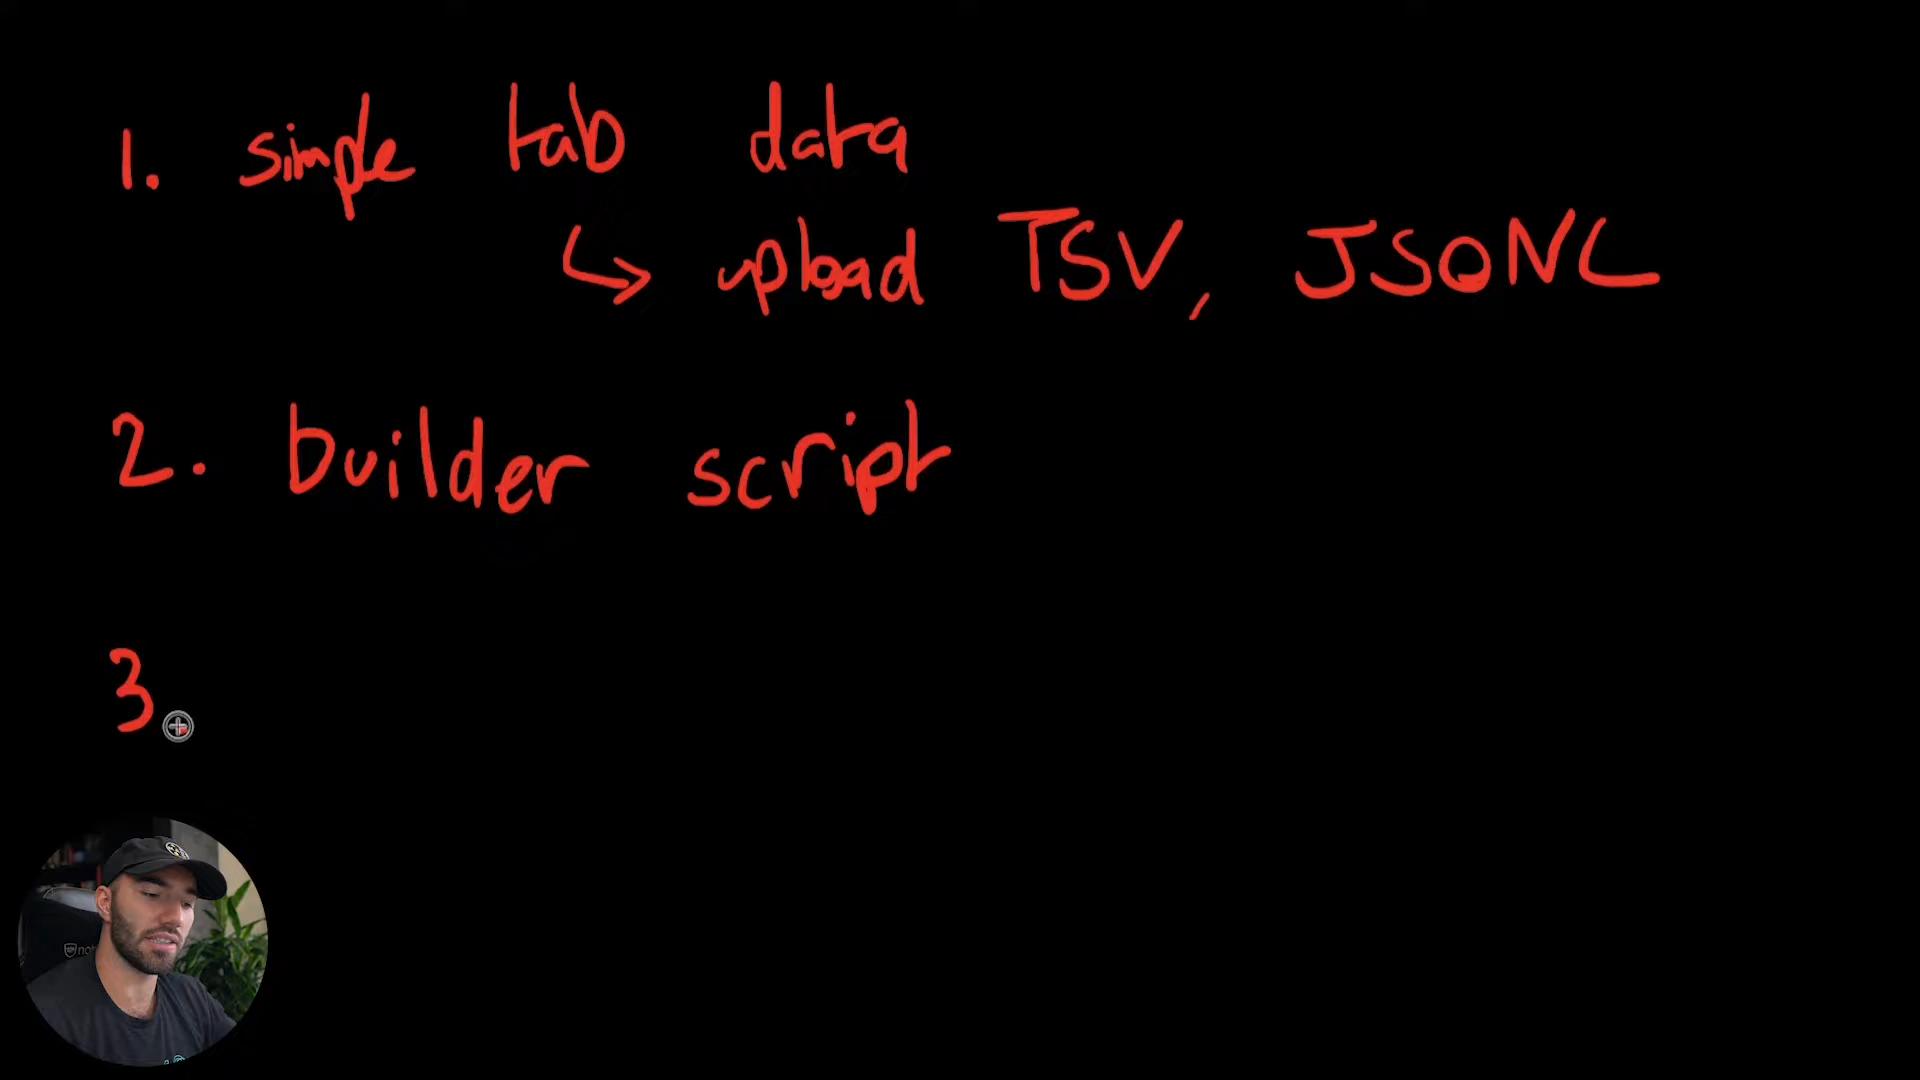 1. simple tab data
↳ upload TSV, JSONL
2. builder script
3.